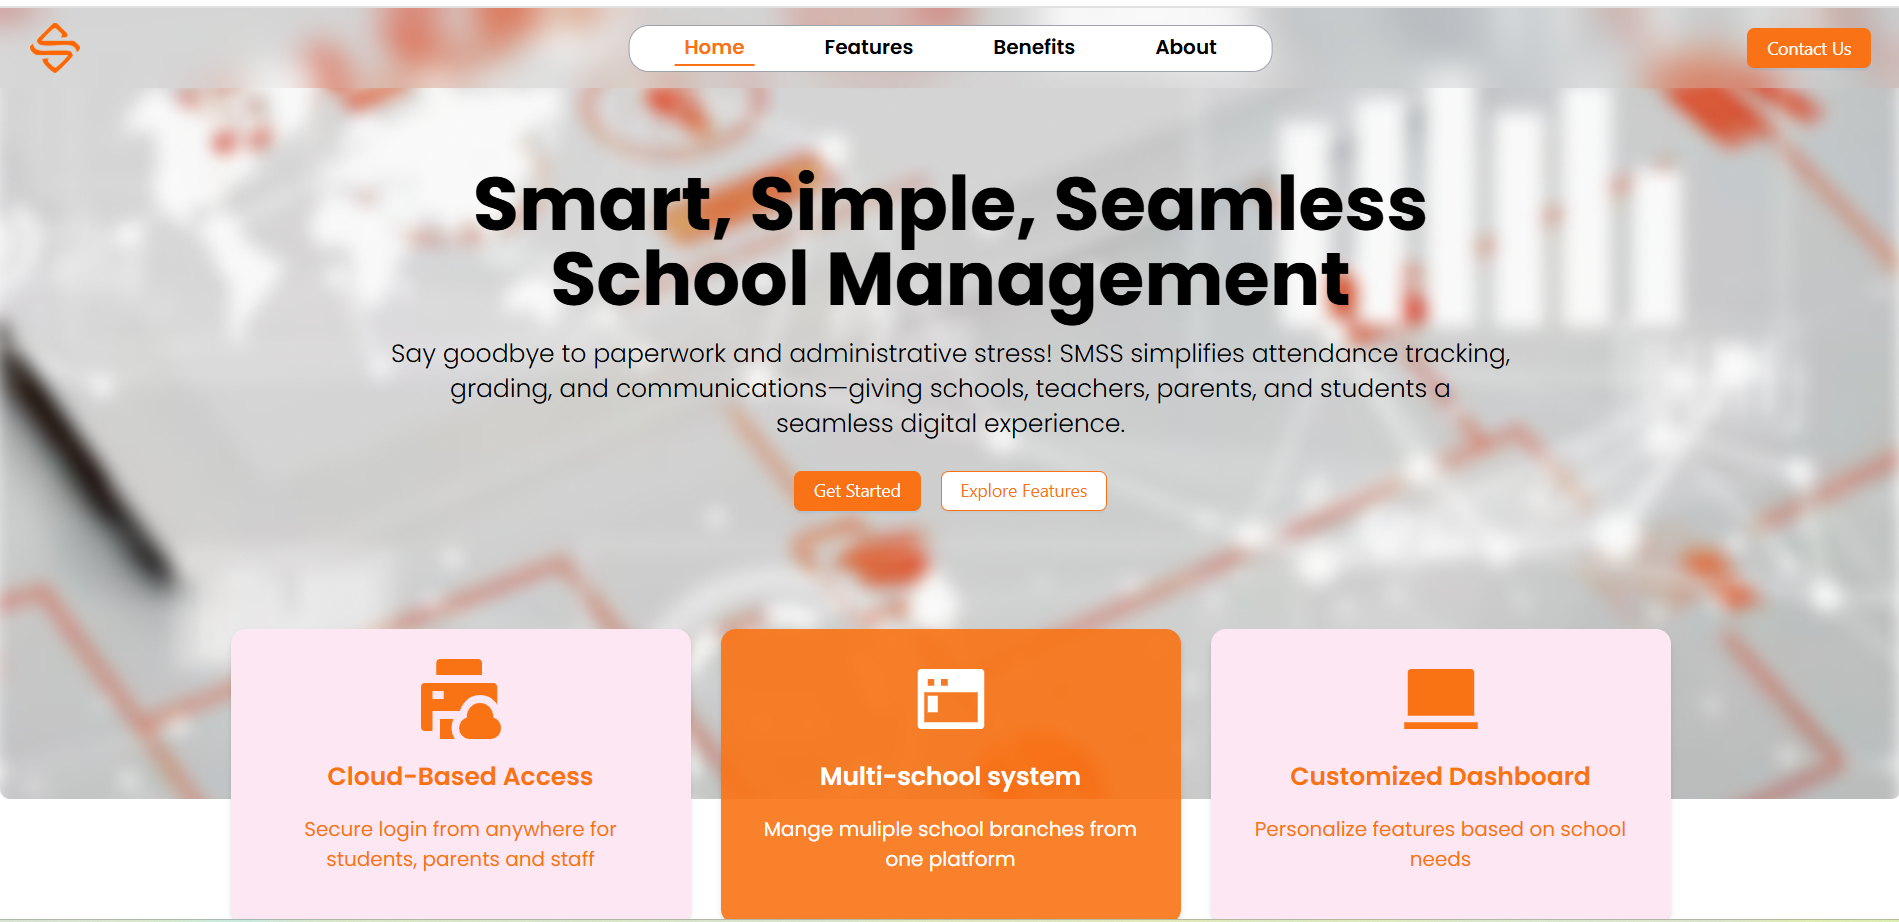 Home
Features
Benefits
About
Contact Us
Smart, Simple, Seamless
School Management
Say goodbye to paperwork and administrative stress! SMSS simplifies attendance tracking,
grading, and communications—giving schools, teachers, parents, and students a
seamless digital experience.
Get Started
Explore Features
Cloud-Based Access
Secure login from anywhere for
students, parents and staff
Multi-school system
Mange muliple school branches from
one platform
Customized Dashboard
Personalize features based on school
needs